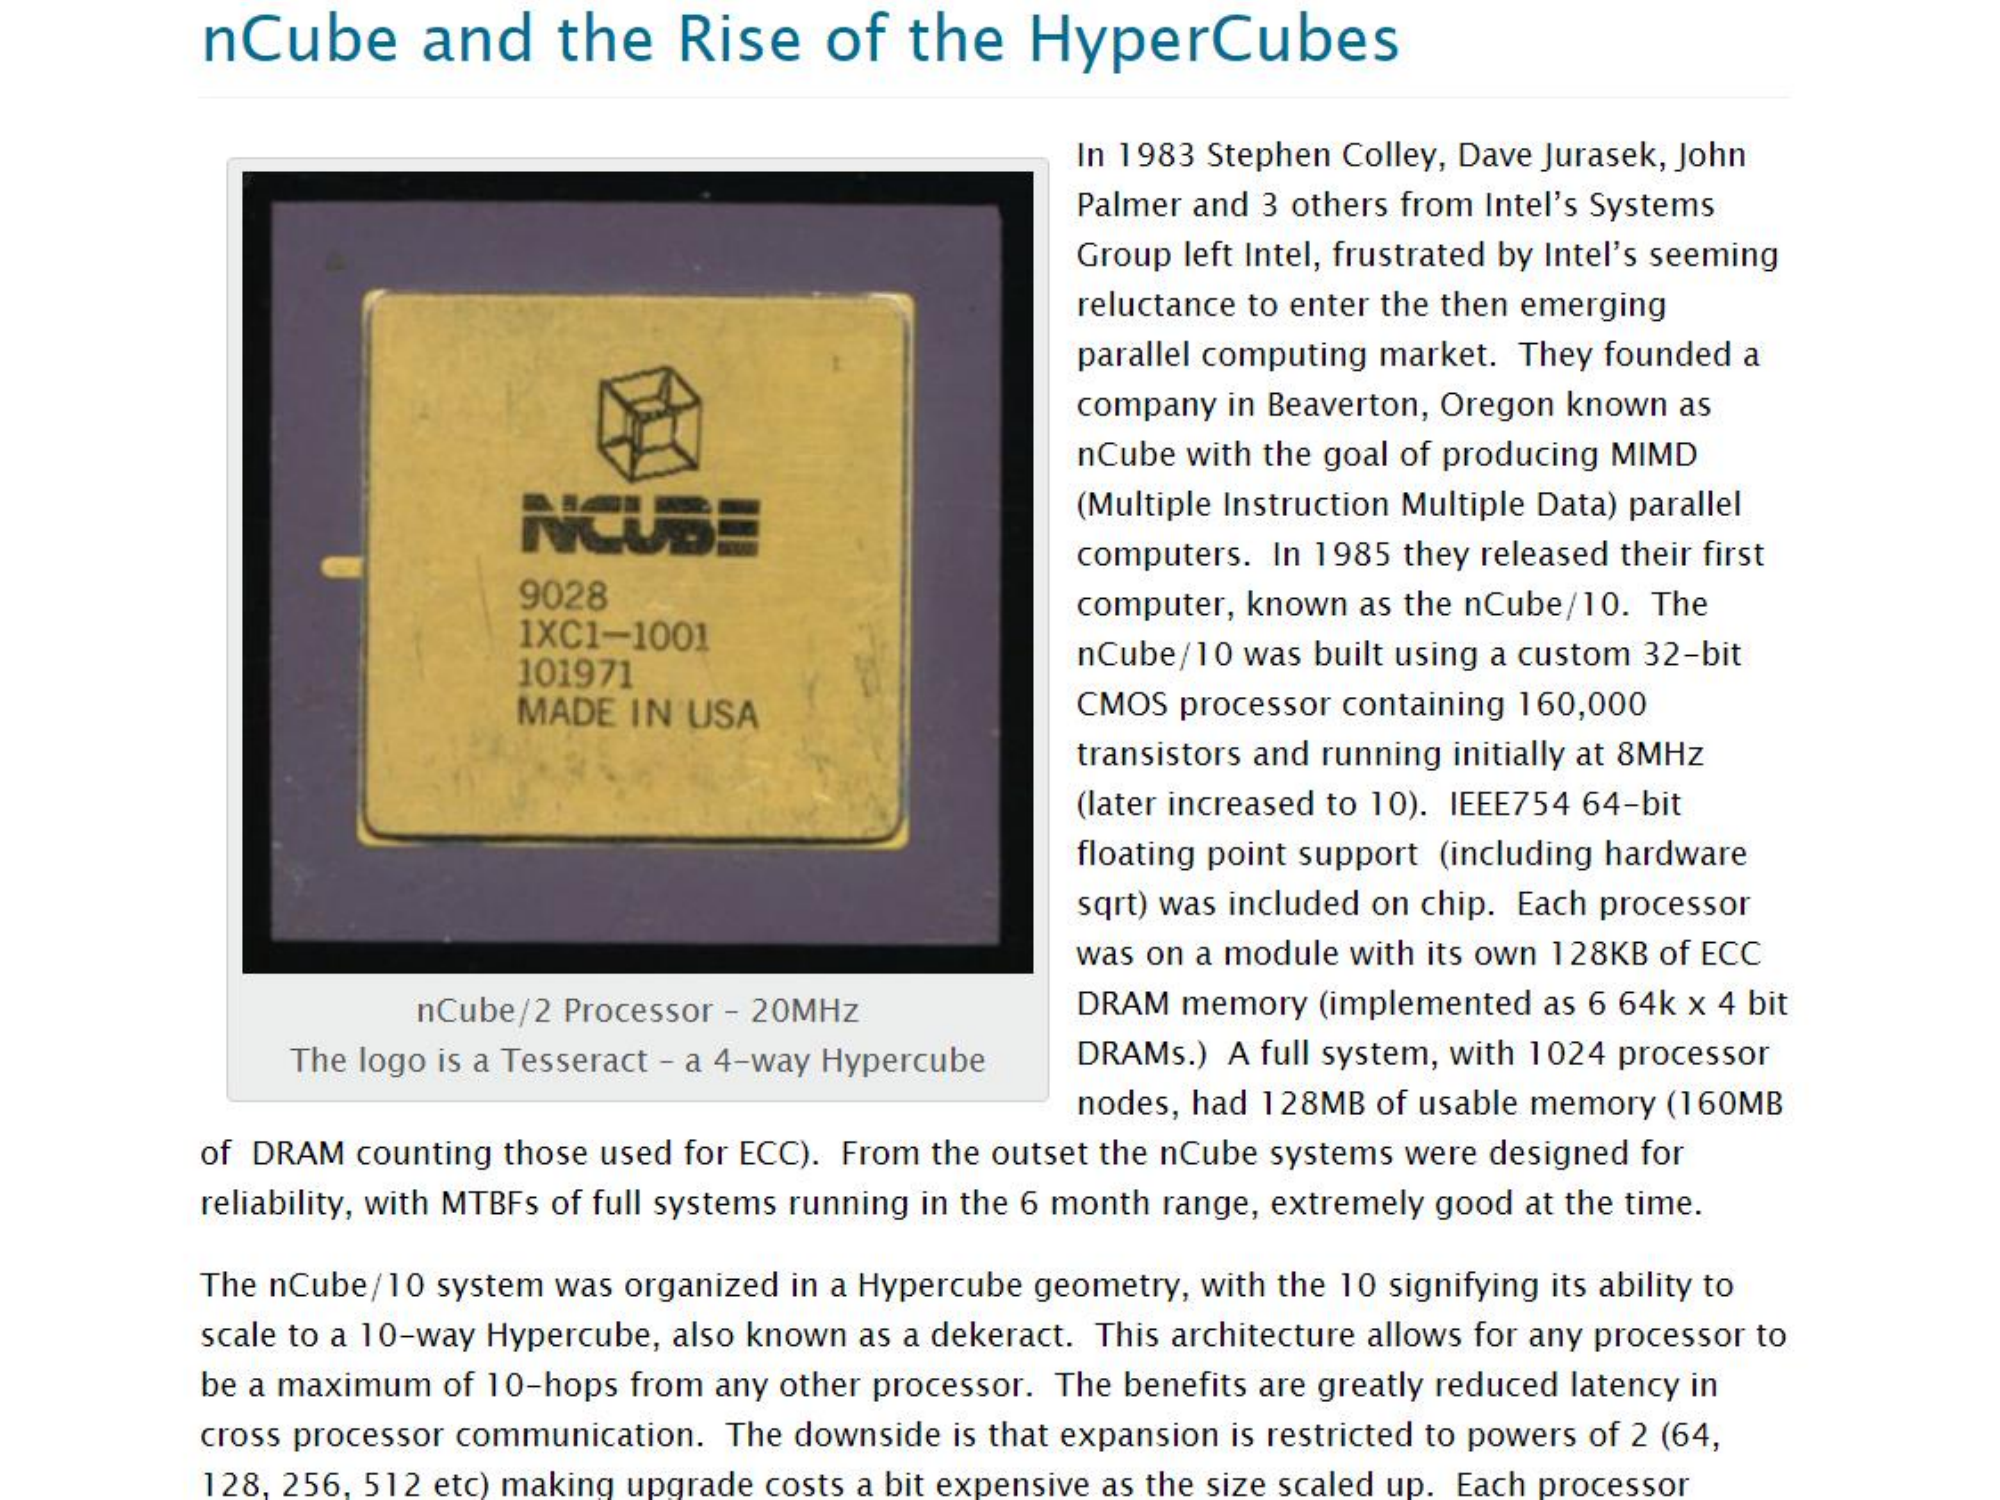 nCube and the Rise of the HyperCubes
NCUBE
9028
1XC1-1001
101971
MADE IN USA
nCube/2 Processor – 20MHz
The logo is a Tesseract – a 4-way Hypercube
In 1983 Stephen Colley, Dave Jurasek, John
Palmer and 3 others from Intel’s Systems
Group left Intel, frustrated by Intel’s seeming
reluctance to enter the then emerging
parallel computing market.  They founded a
company in Beaverton, Oregon known as
nCube with the goal of producing MIMD
(Multiple Instruction Multiple Data) parallel
computers.  In 1985 they released their first
computer, known as the nCube/10.  The
nCube/10 was built using a custom 32-bit
CMOS processor containing 160,000
transistors and running initially at 8MHz
(later increased to 10).  IEEE754 64-bit
floating point support  (including hardware
sqrt) was included on chip.  Each processor
was on a module with its own 128KB of ECC
DRAM memory (implemented as 6 64k x 4 bit
DRAMs.)  A full system, with 1024 processor
nodes, had 128MB of usable memory (160MB
of  DRAM counting those used for ECC).  From the outset the nCube systems were designed for
reliability, with MTBFs of full systems running in the 6 month range, extremely good at the time.
The nCube/10 system was organized in a Hypercube geometry, with the 10 signifying its ability to
scale to a 10-way Hypercube, also known as a dekeract.  This architecture allows for any processor to
be a maximum of 10-hops from any other processor.  The benefits are greatly reduced latency in
cross processor communication.  The downside is that expansion is restricted to powers of 2 (64,
128, 256, 512 etc) making upgrade costs a bit expensive as the size scaled up.  Each processor